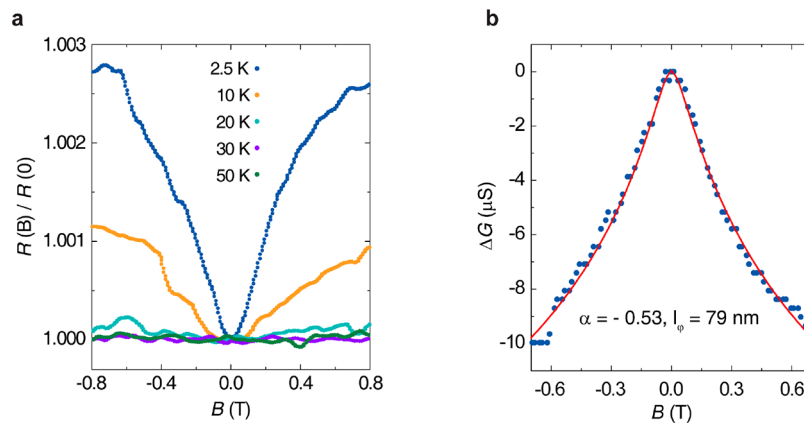 a
1.003
1.002
1.001
1.000
R (B) / R (0)
2.5 K
10 K
20 K
30 K
50 K
-0.8 -0.4 0.0 0.4 0.8
B (T)
b
0
-2
-4
-6
-8
-10
ΔG (μS)
α = - 0.53, lφ = 79 nm
-0.6 -0.3 0.0 0.3 0.6
B (T)